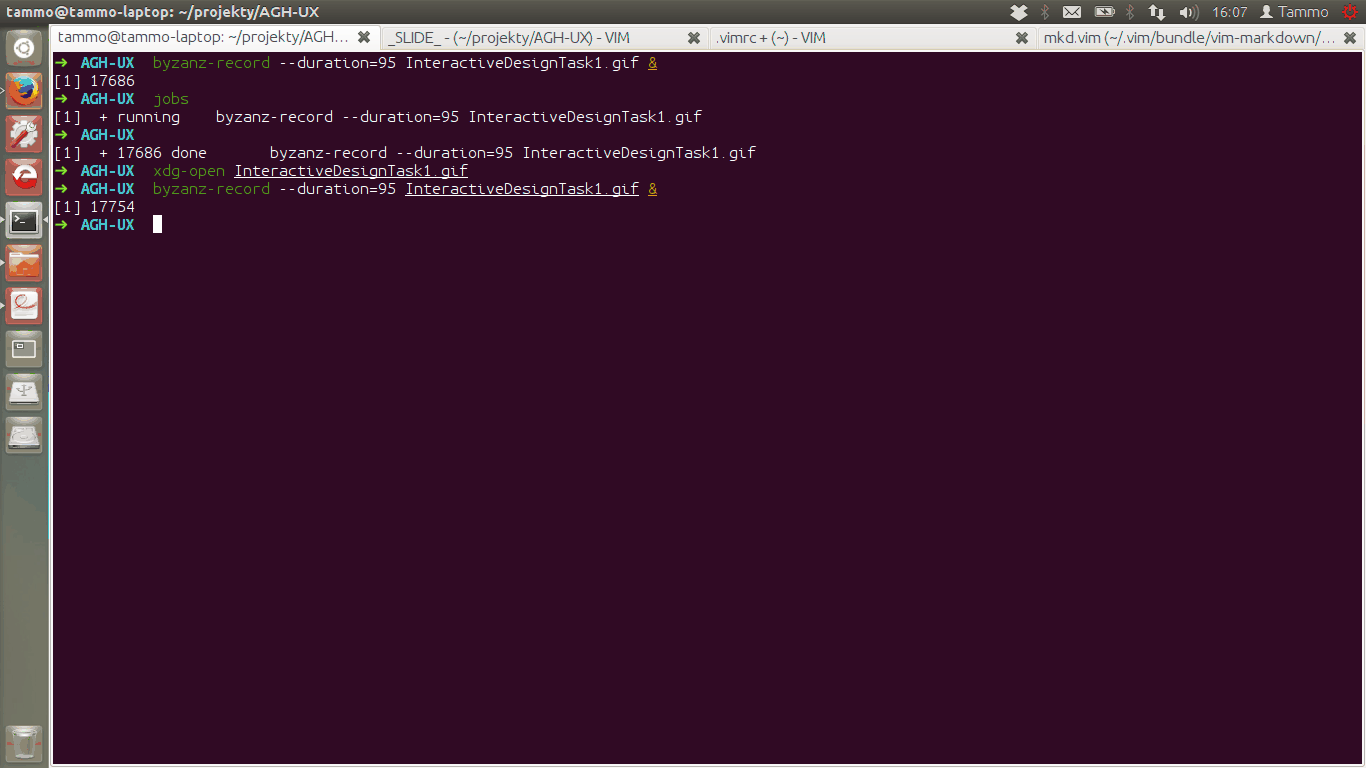 tammo@tammo-laptop: ~/projekty/AGH-UX
16:07 Tammo
tammo@tammo-laptop: ~/projekty/AGH...
_SLIDE_ - (~/projekty/AGH-UX) - VIM
.vimrc + (~) - VIM
mkd.vim (~/.vim/bundle/vim-markdown/...
➜ AGH-UX byzanz-record --duration=95 InteractiveDesignTask1.gif &
[1] 17686
➜ AGH-UX jobs
[1] + running byzanz-record --duration=95 InteractiveDesignTask1.gif
➜ AGH-UX
[1] + 17686 done byzanz-record --duration=95 InteractiveDesignTask1.gif
➜ AGH-UX xdg-open InteractiveDesignTask1.gif
➜ AGH-UX byzanz-record --duration=95 InteractiveDesignTask1.gif &
[1] 17754
➜ AGH-UX